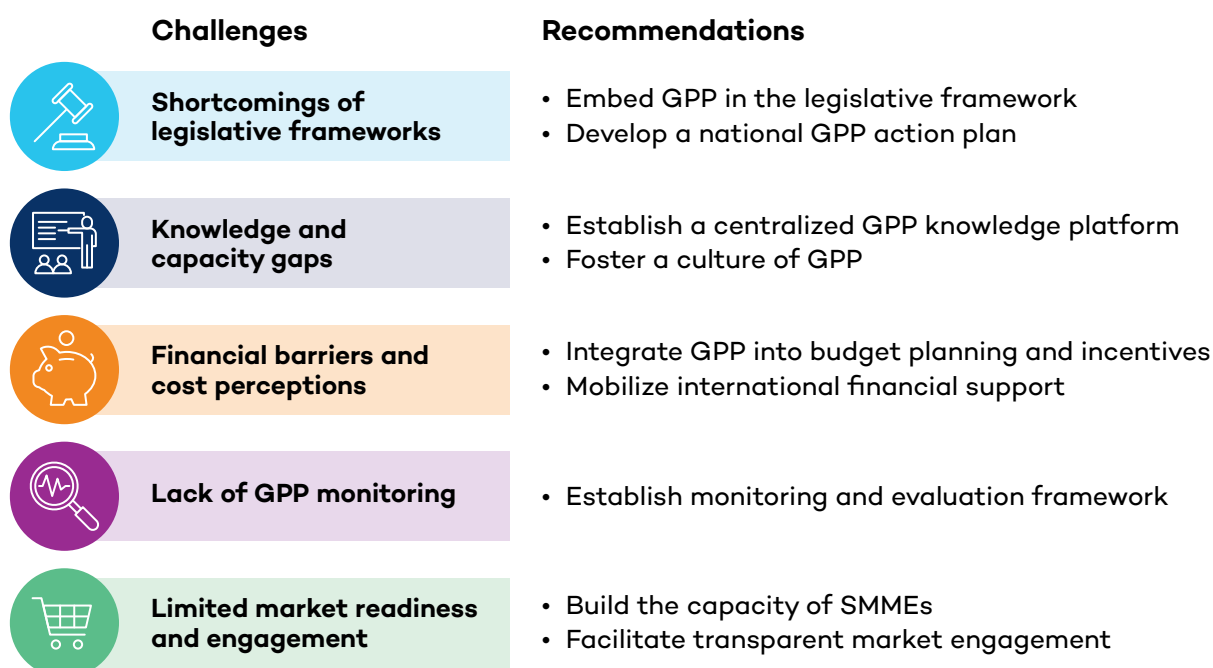 Challenges
Recommendations
Shortcomings of
legislative frameworks
• Embed GPP in the legislative framework
• Develop a national GPP action plan
Knowledge and
capacity gaps
• Establish a centralized GPP knowledge platform
• Foster a culture of GPP
Financial barriers and
cost perceptions
• Integrate GPP into budget planning and incentives
• Mobilize international financial support
Lack of GPP monitoring
• Establish monitoring and evaluation framework
Limited market readiness
and engagement
• Build the capacity of SMMEs
• Facilitate transparent market engagement